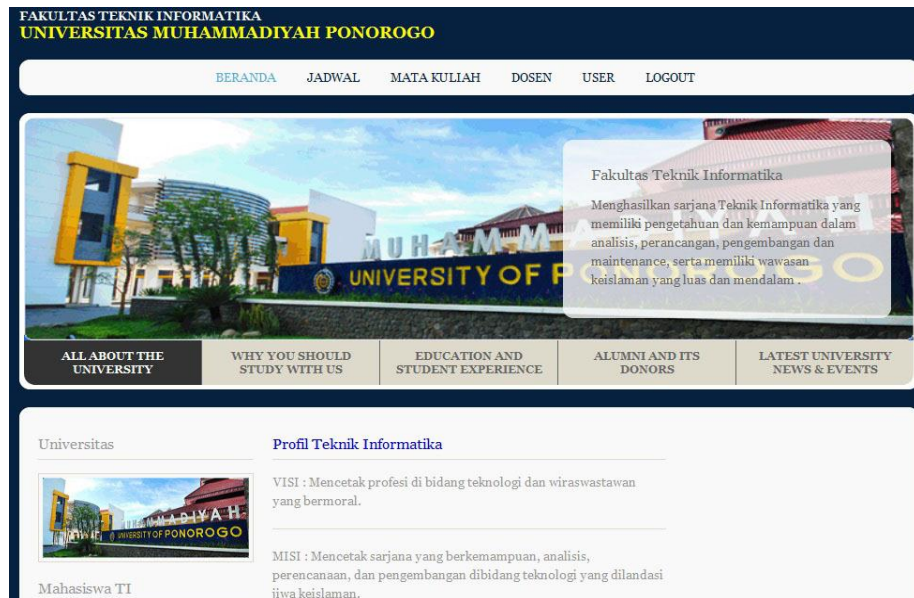 FAKULTAS TEKNIK INFORMATIKA
UNIVERSITAS MUHAMMADIYAH PONOROGO
BERANDA JADWAL MATA KULIAH DOSEN USER LOGOUT
MUHAMMADIYAH
UNIVERSITY OF PONOROGO
Fakultas Teknik Informatika
Menghasilkan sarjana Teknik Informatika yang
memiliki pengetahuan dan kemampuan dalam
analisis, perancangan, pengembangan dan
maintenance, serta memiliki wawasan
keislaman yang luas dan mendalam .
ALL ABOUT THE
UNIVERSITY
WHY YOU SHOULD
STUDY WITH US
EDUCATION AND
STUDENT EXPERIENCE
ALUMNI AND ITS
DONORS
LATEST UNIVERSITY
NEWS & EVENTS
Universitas
MUHAMMADIYAH
UNIVERSITY OF PONOROGO
Mahasiswa TI
Profil Teknik Informatika
VISI : Mencetak profesi di bidang teknologi dan wiraswastawan
yang bermoral.
MISI : Mencetak sarjana yang berkemampuan, analisis,
perencanaan, dan pengembangan dibidang teknologi yang dilandasi
jiwa keislaman.